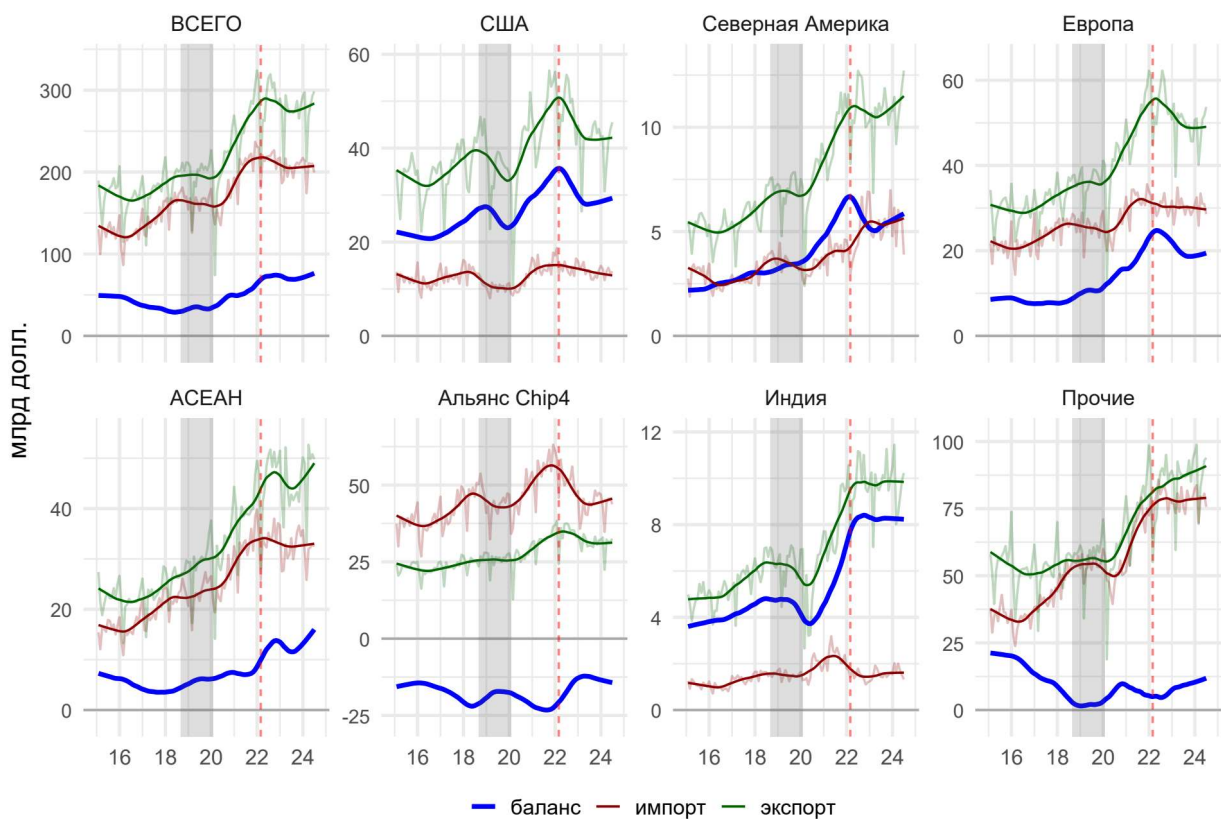 ВСЕГО
США
Северная Америка
Европа
300
200
100
0
60
40
20
0
10
5
0
60
40
20
0
млрд долл.
АСЕАН
Альянс Chip4
Индия
Прочие
40
20
0
50
25
0
-25
12
8
4
0
100
75
50
25
0
16 18 20 22 24
16 18 20 22 24
16 18 20 22 24
16 18 20 22 24
баланс импорт экспорт